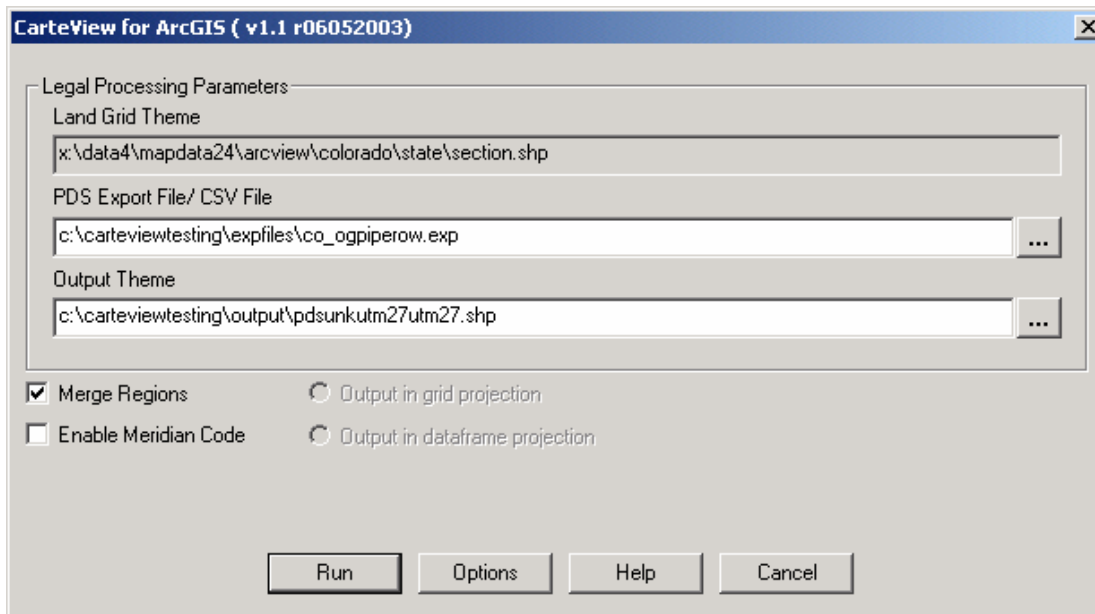 CarteView for ArcGIS ( v1.1 r06052003)
Legal Processing Parameters
Land Grid Theme
x:\data4\mapdata24\arcview\colorado\state\section.shp
PDS Export File/ CSV File
c:\carteviewtesting\expfiles\co_ogpiperow.exp
...
Output Theme
c:\carteviewtesting\output\pdsunkutm27utm27.shp
...
Merge Regions Output in grid projection
Enable Meridian Code Output in dataframe projection
Run Options Help Cancel